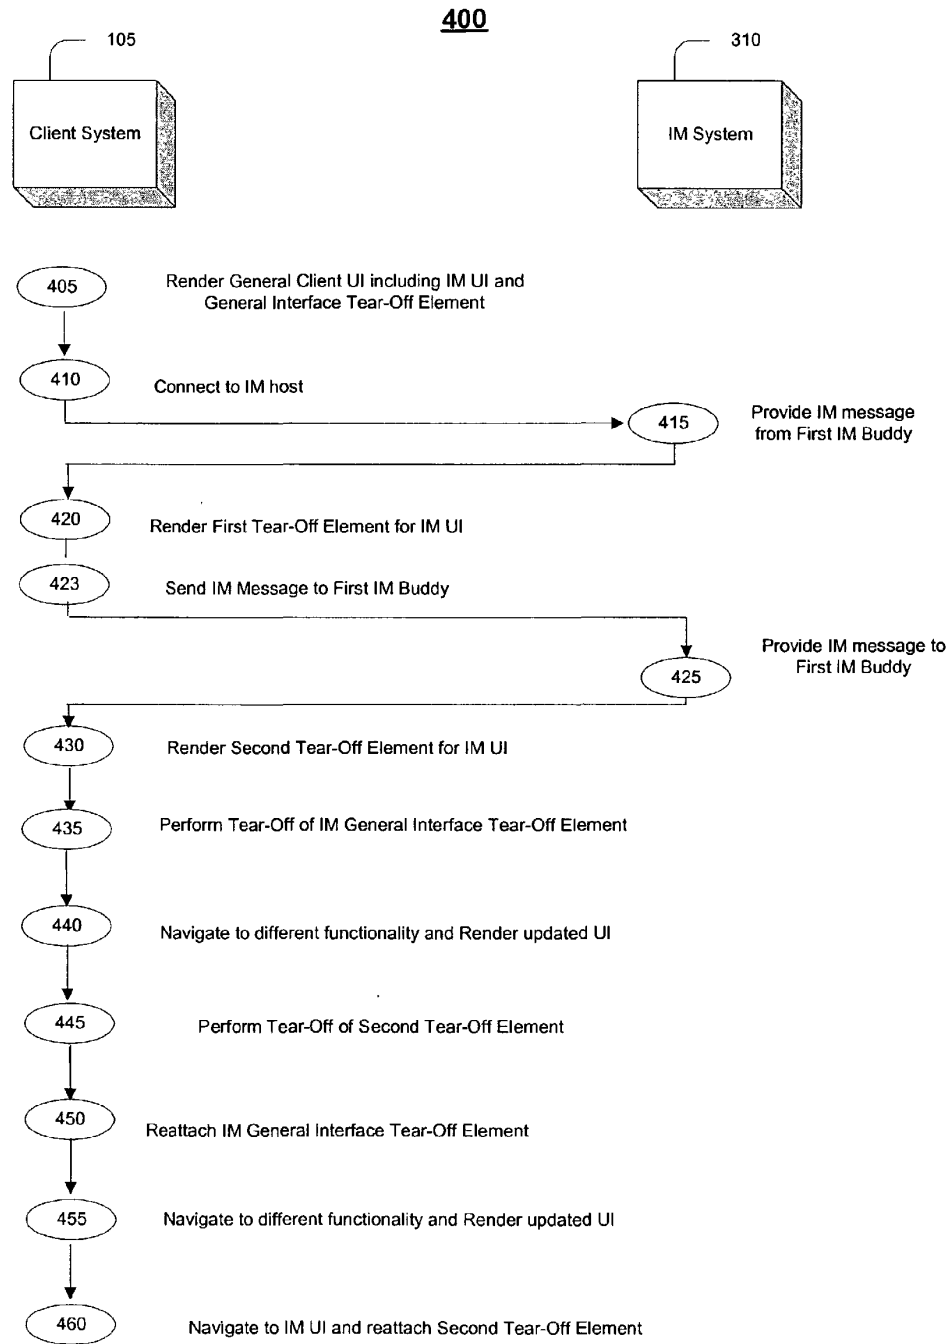 400
105
310
Client System
IM System
405
Render General Client UI including IM UI and
General Interface Tear-Off Element
410
Connect to IM host
415
Provide IM message
from First IM Buddy
420
Render First Tear-Off Element for IM UI
423
Send IM Message to First IM Buddy
425
Provide IM message to
First IM Buddy
430
Render Second Tear-Off Element for IM UI
435
Perform Tear-Off of IM General Interface Tear-Off Element
440
Navigate to different functionality and Render updated UI
445
Perform Tear-Off of Second Tear-Off Element
450
Reattach IM General Interface Tear-Off Element
455
Navigate to different functionality and Render updated UI
460
Navigate to IM UI and reattach Second Tear-Off Element